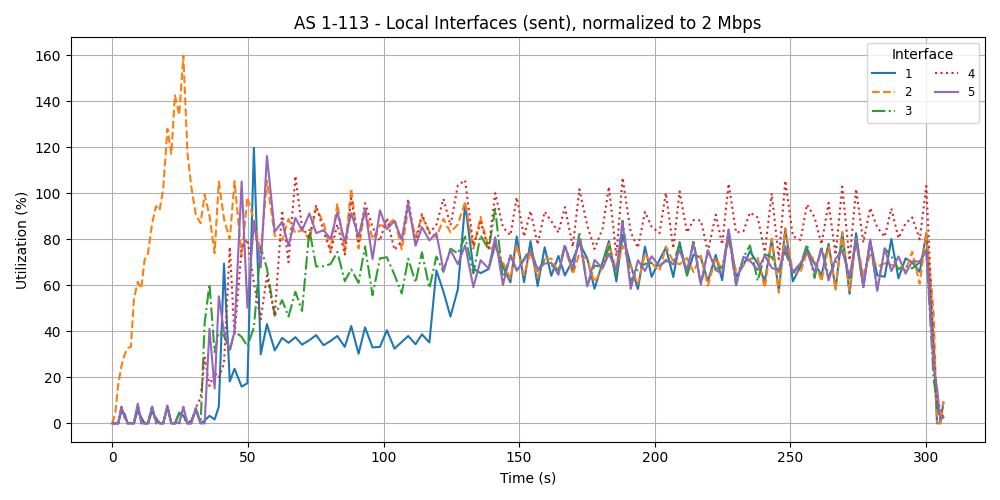 AS 1-113 - Local Interfaces (sent), normalized to 2 Mbps
Interface
1
2
3
4
5
160
140
120
100
80
60
40
20
0
Utilization (%)
0 50 100 150 200 250 300
Time (s)